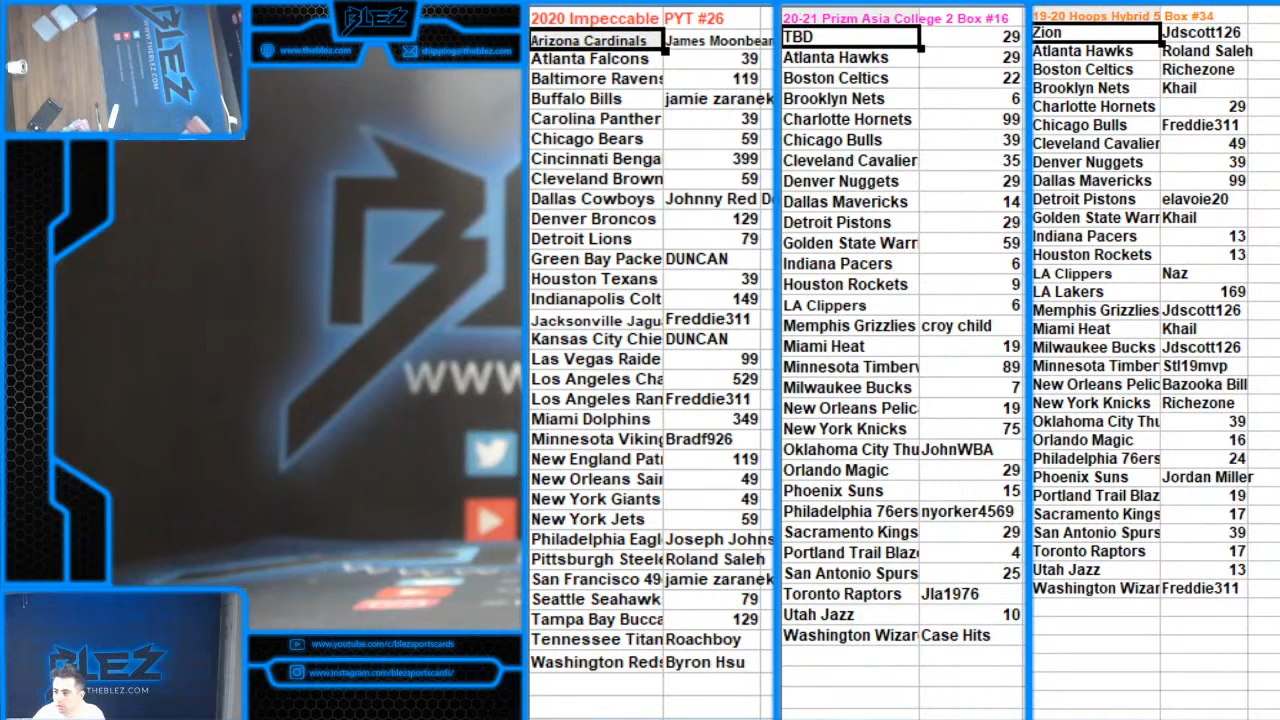 BLEZ
www.theblez.com
shipping@theblez.com
BLEZ
WWW.THEBLEZ.COM
WWW
www.youtube.com/c/blezsportscards
www.instagram.com/blezsportscards/
BLEZ
THEBLEZ.COM
2020 Impeccable PYT #26
Arizona Cardinals James Moonbeam
Atlanta Falcons 39
Baltimore Ravens 119
Buffalo Bills jamie zaranek
Carolina Panther 39
Chicago Bears 59
Cincinnati Benga 399
Cleveland Brown 59
Dallas Cowboys Johnny Red D
Denver Broncos 129
Detroit Lions 79
Green Bay Packe DUNCAN
Houston Texans 39
Indianapolis Colt 149
Jacksonville Jagu Freddie311
Kansas City Chie DUNCAN
Las Vegas Raide 99
Los Angeles Cha 529
Los Angeles Ran Freddie311
Miami Dolphins 349
Minnesota Viking Bradf926
New England Pat 119
New Orleans Sai 49
New York Giants 49
New York Jets 59
Philadelphia Eagl Joseph Johns
Pittsburgh Steele Roland Saleh
San Francisco 49 jamie zaranek
Seattle Seahawk 79
Tampa Bay Bucca 129
Tennessee Titan Roachboy
Washington Reds Byron Hsu
20-21 Prizm Asia College 2 Box #16
TBD 29
Atlanta Hawks 29
Boston Celtics 22
Brooklyn Nets 6
Charlotte Hornets 99
Chicago Bulls 39
Cleveland Cavalier 35
Denver Nuggets 29
Dallas Mavericks 14
Detroit Pistons 29
Golden State Warri 59
Indiana Pacers 6
Houston Rockets 9
LA Clippers 6
Memphis Grizzlies croy child
Miami Heat 19
Minnesota Timberv 89
Milwaukee Bucks 7
New Orleans Pelic 19
New York Knicks 75
Oklahoma City Thu JohnWBA
Orlando Magic 29
Phoenix Suns 15
Philadelphia 76ers nyorker4569
Sacramento Kings 29
Portland Trail Blaze 4
San Antonio Spurs 25
Toronto Raptors Jla1976
Utah Jazz 10
Washington Wizar Case Hits
19-20 Hoops Hybrid 5 Box #34
Zion Jdscott126
Atlanta Hawks Roland Saleh
Boston Celtics Richezone
Brooklyn Nets Khail
Charlotte Hornets 29
Chicago Bulls Freddie311
Cleveland Cavalier 49
Denver Nuggets 39
Dallas Mavericks 99
Detroit Pistons elavoie20
Golden State Warr Khail
Indiana Pacers 13
Houston Rockets 13
LA Clippers Naz
LA Lakers 169
Memphis Grizzlies Jdscott126
Miami Heat Khail
Milwaukee Bucks Jdscott126
Minnesota Timber Stl19mvp
New Orleans Pelic Bazooka Bill
New York Knicks Richezone
Oklahoma City Thu 39
Orlando Magic 16
Philadelphia 76ers 24
Phoenix Suns Jordan Miller
Portland Trail Blaz 19
Sacramento Kings 17
San Antonio Spurs 39
Toronto Raptors 17
Utah Jazz 13
Washington Wizar Freddie311